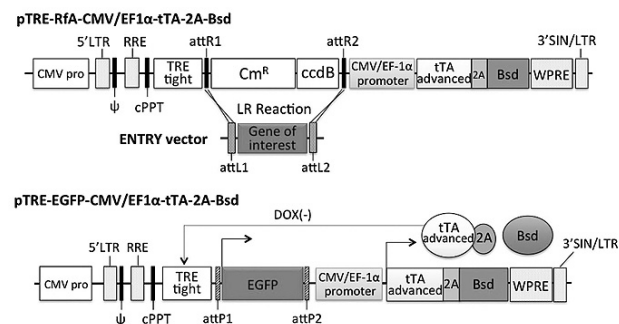 pTRE-RfA-CMV/EF1α-tTA-2A-Bsd
5'LTR RRE attR1 attR2 3'SIN/LTR
CMV pro TRE tight CmR ccdB CMV/EF-1α promoter tTA advanced 2A Bsd WPRE
ψ cPPT LR Reaction
ENTRY vector Gene of interest
attL1 attL2
pTRE-EGFP-CMV/EF1α-tTA-2A-Bsd
DOX(-) tTA advanced 2A Bsd
5'LTR RRE 3'SIN/LTR
CMV pro TRE tight EGFP CMV/EF-1α promoter tTA advanced 2A Bsd WPRE
ψ cPPT attP1 attP2